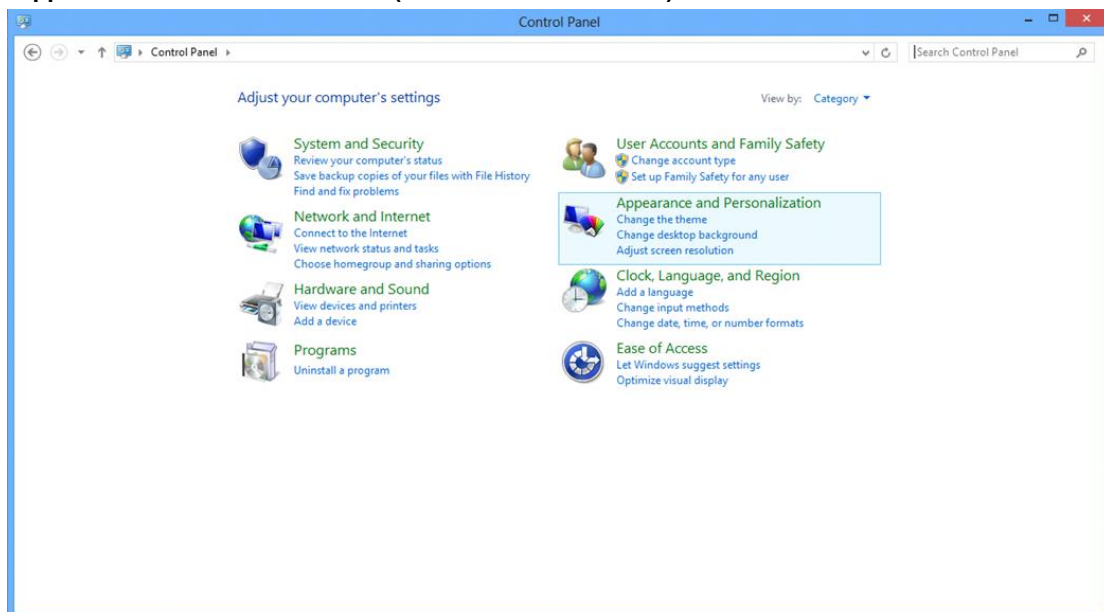 Control Panel
Control Panel
Search Control Panel
Adjust your computer's settings
View by: Category
System and Security
Review your computer's status
Save backup copies of your files with File History
Find and fix problems
Network and Internet
Connect to the Internet
View network status and tasks
Choose homegroup and sharing options
Hardware and Sound
View devices and printers
Add a device
Programs
Uninstall a program
User Accounts and Family Safety
Change account type
Set up Family Safety for any user
Appearance and Personalization
Change the theme
Change desktop background
Adjust screen resolution
Clock, Language, and Region
Add a language
Change input methods
Change date, time, or number formats
Ease of Access
Let Windows suggest settings
Optimize visual display